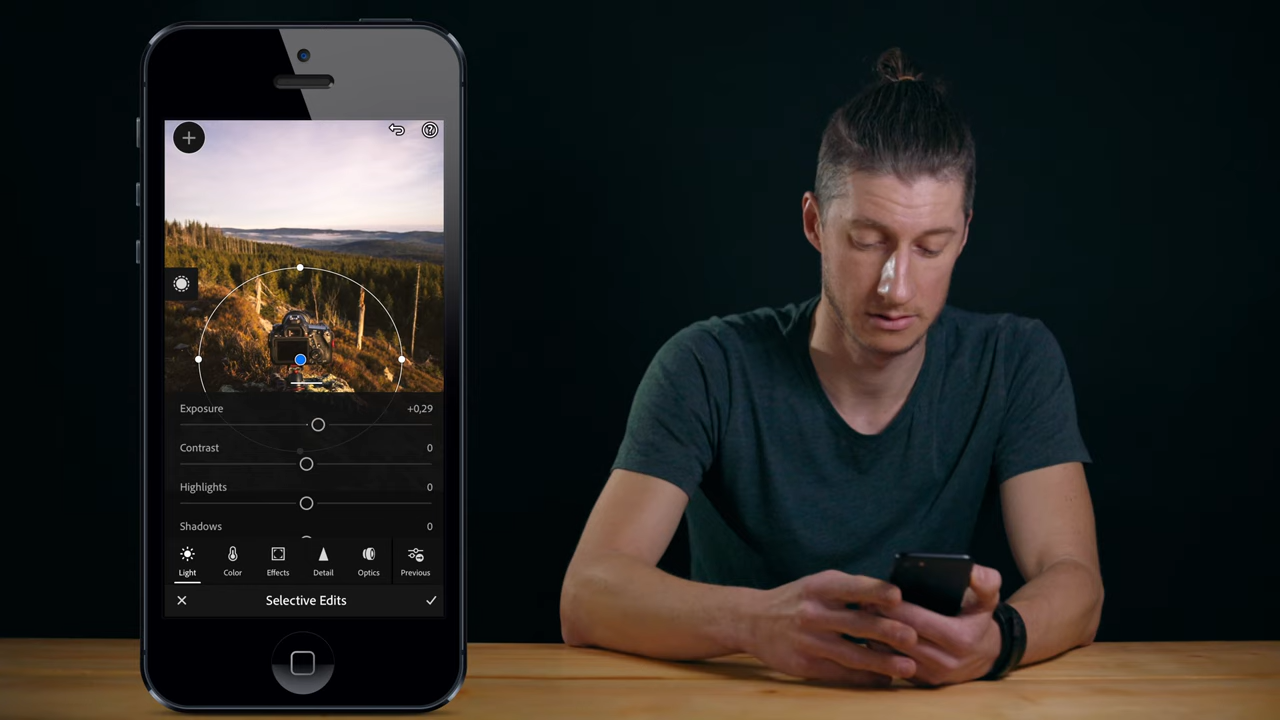 Exposure +0,29
Contrast 0
Highlights 0
Shadows 0
Light Color Effects Detail Optics Previous
Selective Edits